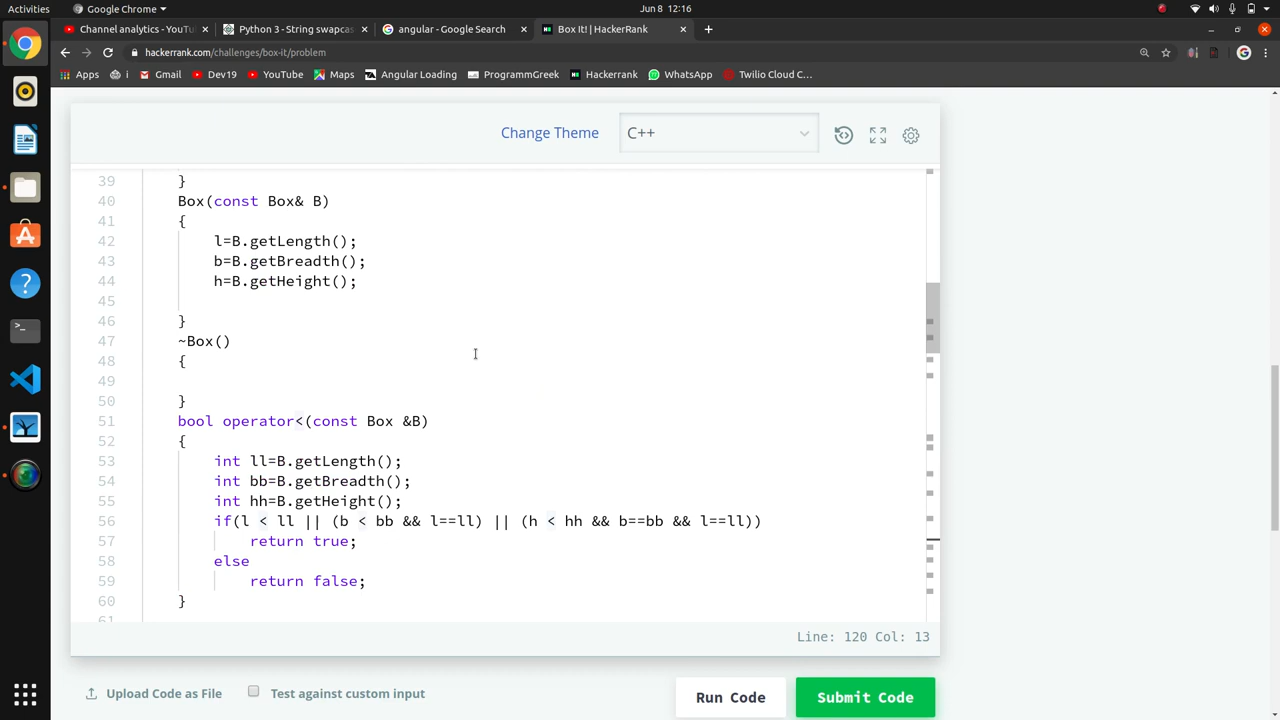 Activities
Google Chrome
Jun 8 12:16
Channel analytics - YouTu
Python 3 - String swapcas
angular - Google Search
Box It! | HackerRank
hackerrank.com/challenges/box-it/problem
Apps
i
Gmail
Dev19
YouTube
Maps
Angular Loading
ProgrammGreek
Hackerrank
WhatsApp
Twilio Cloud C...
Change Theme
C++
39 }
40 Box(const Box& B)
41 {
42 l=B.getLength();
43 b=B.getBreadth();
44 h=B.getHeight();
45
46 }
47 ~Box()
48 {
49
50 }
51 bool operator<(const Box &B)
52 {
53 int ll=B.getLength();
54 int bb=B.getBreadth();
55 int hh=B.getHeight();
56 if(l < ll || (b < bb && l==ll) || (h < hh && b==bb && l==ll))
57 return true;
58 else
59 return false;
60 }
61
Line: 120 Col: 13
Upload Code as File
Test against custom input
Run Code
Submit Code